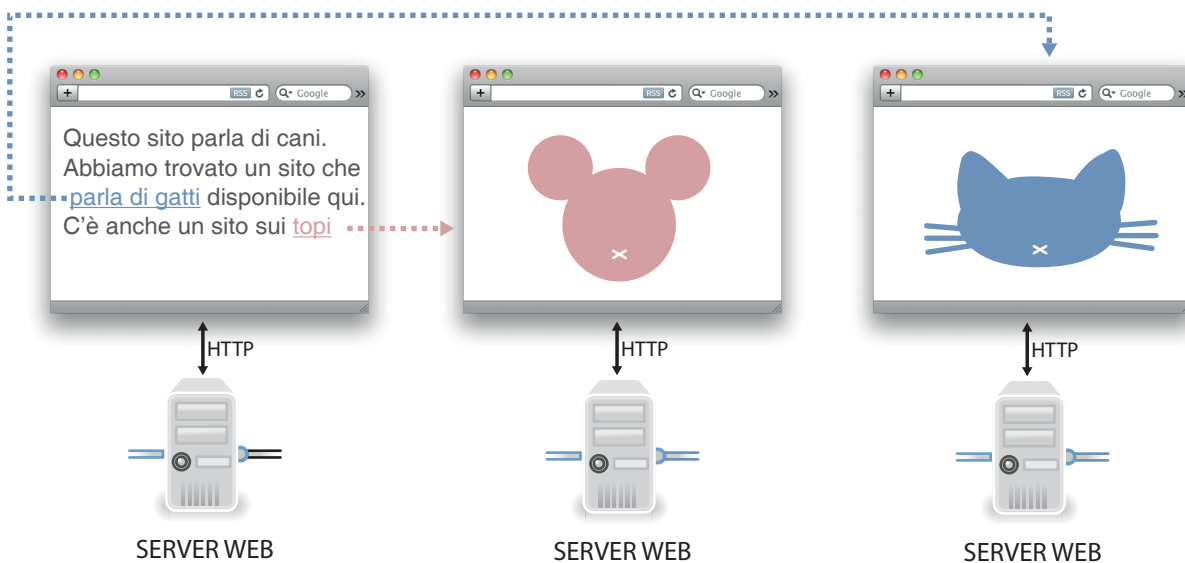 RSS Google
RSS Google
RSS Google
Questo sito parla di cani.
Abbiamo trovato un sito che
parla di gatti disponibile qui.
C'è anche un sito sui topi
HTTP
HTTP
HTTP
SERVER WEB
SERVER WEB
SERVER WEB